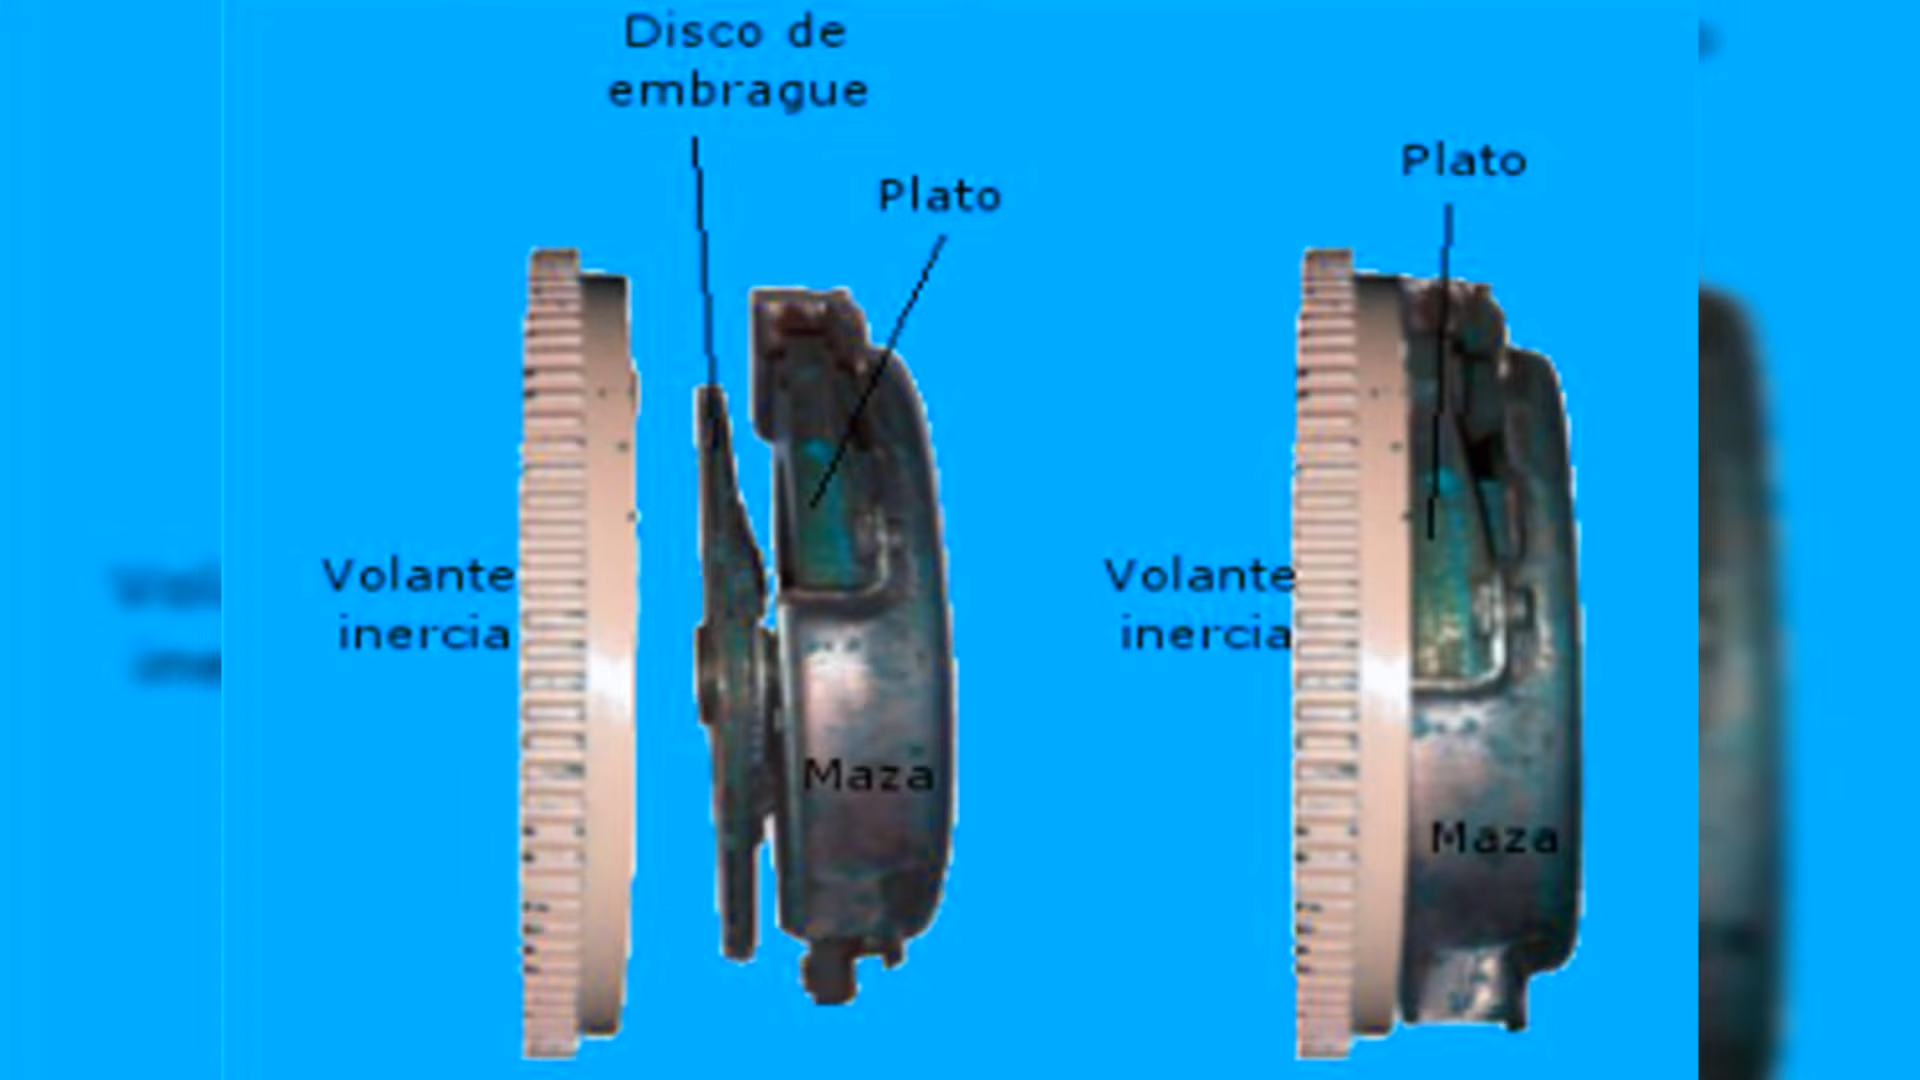 Disco de
embrague
Plato
Volante
inercia
Maza
Plato
Volante
inercia
Maza